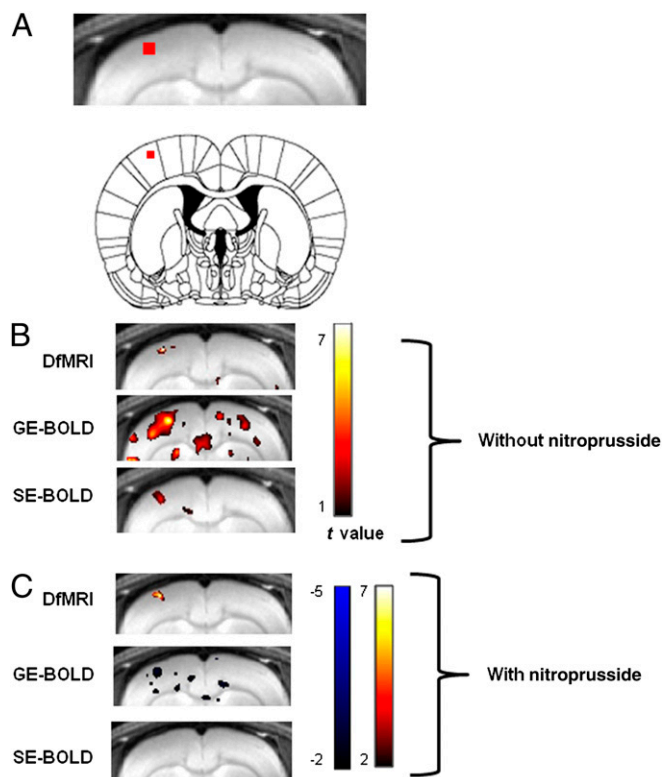 A
B
DfMRI
GE-BOLD
SE-BOLD
7
1
t value
Without nitroprusside
C
DfMRI
GE-BOLD
SE-BOLD
-5
-2
7
2
With nitroprusside